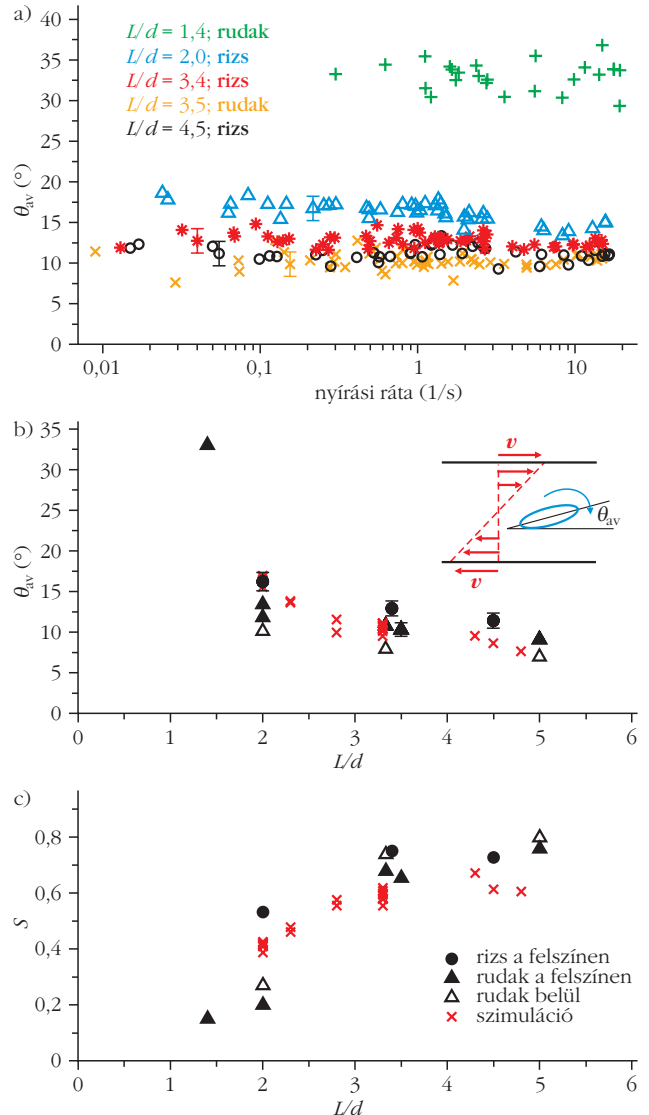 a)
40
35
30
25
20
15
10
5
0
θav (°)
L/d = 1,4; rudak
L/d = 2,0; rizs
L/d = 3,4; rizs
L/d = 3,5; rudak
L/d = 4,5; rizs
0,01 0,1 1 10
nyírási ráta (1/s)
b)
35
30
25
20
15
10
5
0
θav (°)
v
θav
v
0 1 2 3 4 5 6
L/d
c)
0,8
0,6
0,4
0,2
0
S
rizs a felszínen
rudak a felszínen
rudak belül
szimuláció
0 1 2 3 4 5 6
L/d